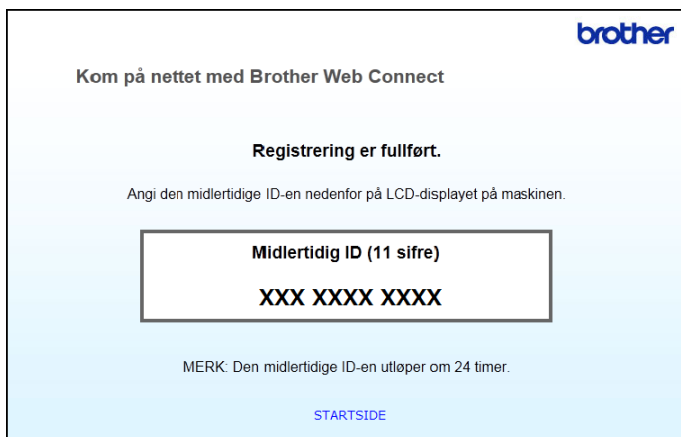 brother
Kom på nettet med Brother Web Connect
Registrering er fullført.
Angi den midlertidige ID-en nedenfor på LCD-displayet på maskinen.
Midlertidig ID (11 sifre)
XXX XXXX XXXX
MERK: Den midlertidige ID-en utløper om 24 timer.
STARTSIDE